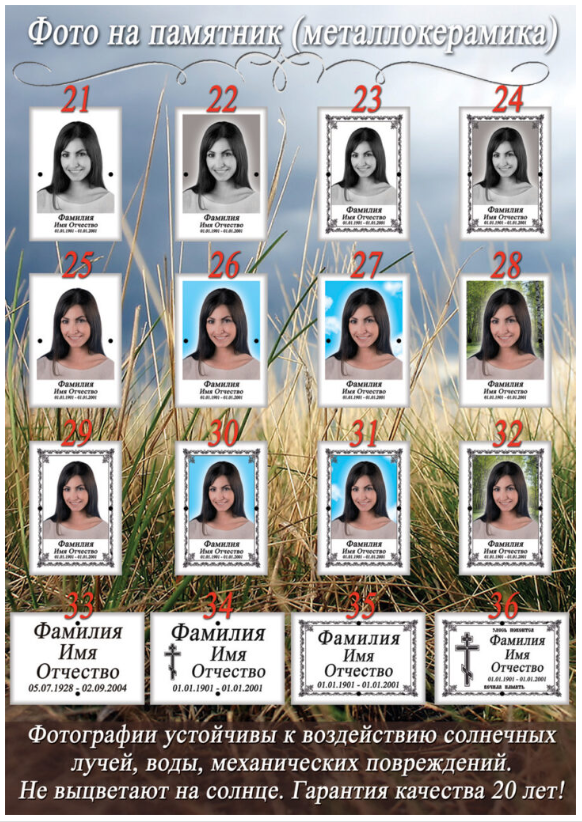 Фото на памятник (металлокерамика)
21 22 23 24
Фамилия Фамилия Фамилия Фамилия
Имя Отчество Имя Отчество Имя Отчество Имя Отчество
01.01.1901 - 01.01.2001 01.01.1901 - 01.01.2001 01.01.1901 - 01.01.2001 01.01.1901 - 01.01.2001
25 26 27 28
Фамилия Фамилия Фамилия Фамилия
Имя Отчество Имя Отчество Имя Отчество Имя Отчество
01.01.1901 - 01.01.2001 01.01.1901 - 01.01.2001 01.01.1901 - 01.01.2001 01.01.1901 - 01.01.2001
29 30 31 32
Фамилия Фамилия Фамилия Фамилия
Имя Отчество Имя Отчество Имя Отчество Имя Отчество
01.01.1901 - 01.01.2001 01.01.1901 - 01.01.2001 01.01.1901 - 01.01.2001 01.01.1901 - 01.01.2001
33 34 35 36
здесь покоится
Фамилия Фамилия Фамилия Фамилия
Имя Имя Имя Имя
Отчество Отчество Отчество Отчество
05.07.1928 - 02.09.2004 01.01.1901 - 01.01.2001 01.01.1901 - 01.01.2001 01.01.1901 - 01.01.2001
вечная память
Фотографии устойчивы к воздействию солнечных
лучей, воды, механических повреждений.
Не выцветают на солнце. Гарантия качества 20 лет!